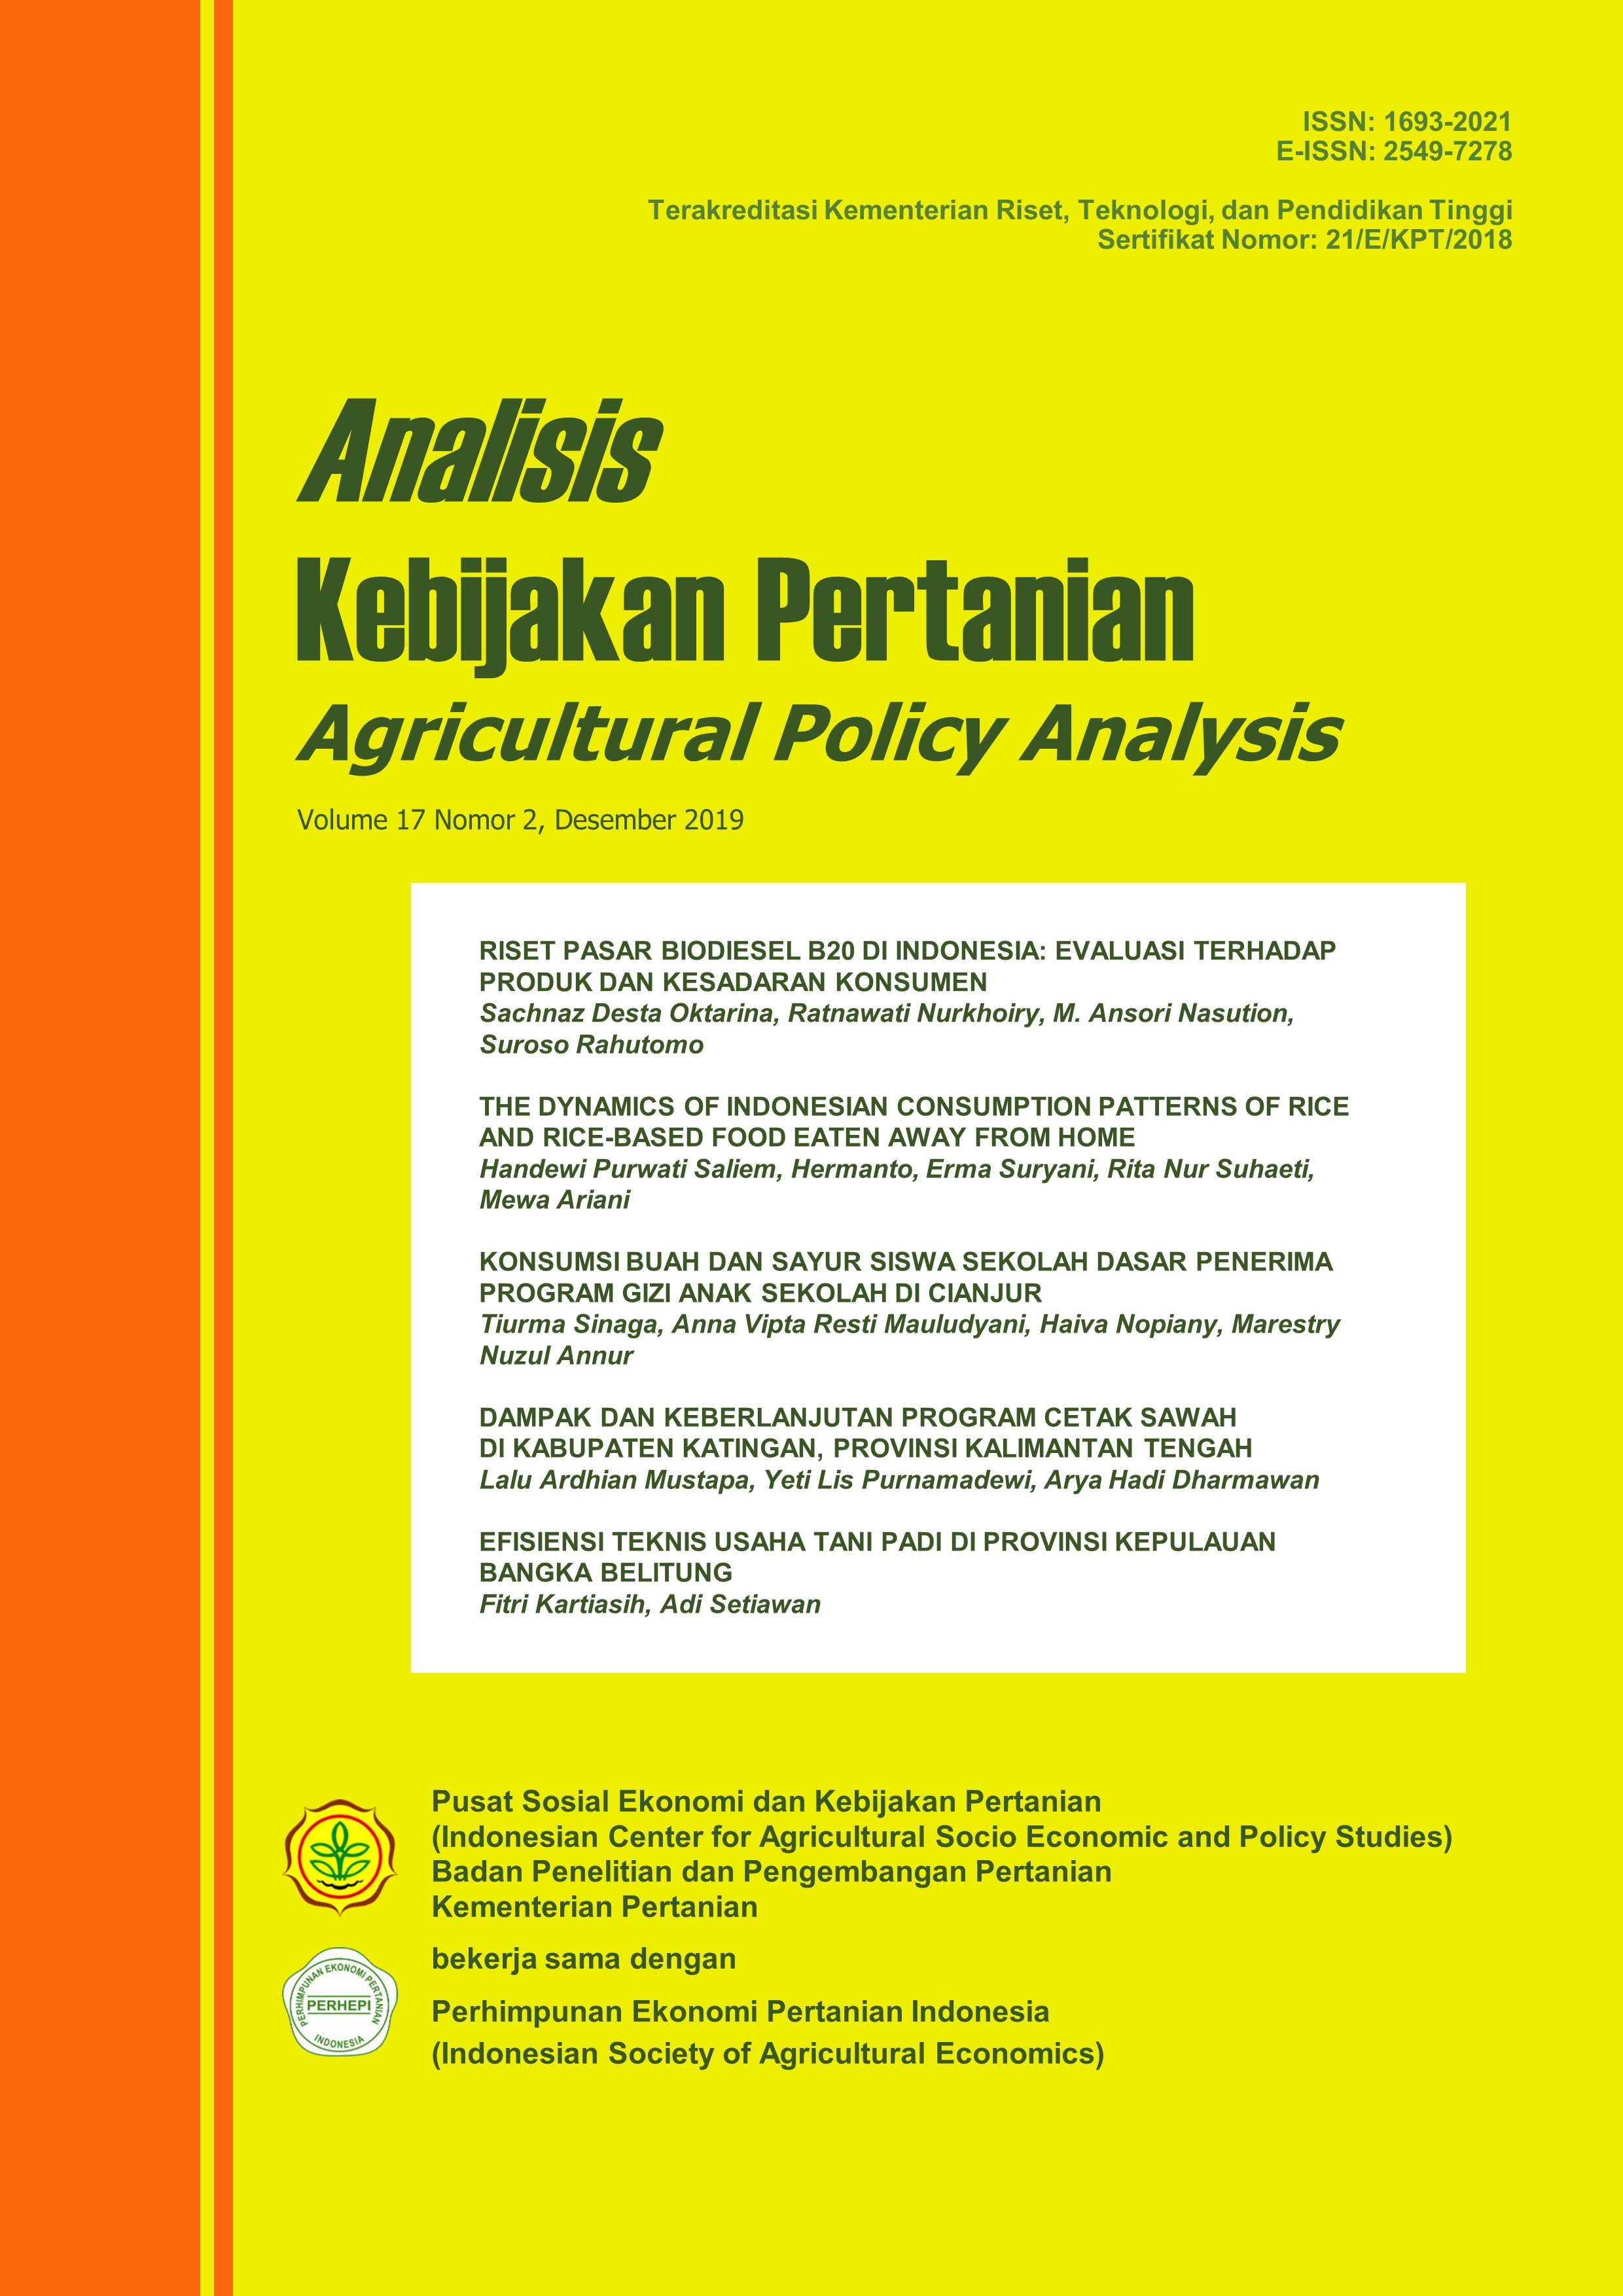 ISSN: 1693-2021
E-ISSN: 2549-7278
Terakreditasi Kementerian Riset, Teknologi, dan Pendidikan Tinggi
Sertifikat Nomor: 21/E/KPT/2018
Analisis
Kebijakan Pertanian
Agricultural Policy Analysis
Volume 17 Nomor 2, Desember 2019
RISET PASAR BIODIESEL B20 DI INDONESIA: EVALUASI TERHADAP
PRODUK DAN KESADARAN KONSUMEN
Sachnaz Desta Oktarina, Ratnawati Nurkhoiry, M. Ansori Nasution,
Suroso Rahutomo
THE DYNAMICS OF INDONESIAN CONSUMPTION PATTERNS OF RICE
AND RICE-BASED FOOD EATEN AWAY FROM HOME
Handewi Purwati Saliem, Hermanto, Erma Suryani, Rita Nur Suhaeti,
Mewa Ariani
KONSUMSI BUAH DAN SAYUR SISWA SEKOLAH DASAR PENERIMA
PROGRAM GIZI ANAK SEKOLAH DI CIANJUR
Tiurma Sinaga, Anna Vipta Resti Mauludyani, Haiva Nopiany, Marestry
Nuzul Annur
DAMPAK DAN KEBERLANJUTAN PROGRAM CETAK SAWAH
DI KABUPATEN KATINGAN, PROVINSI KALIMANTAN TENGAH
Lalu Ardhian Mustapa, Yeti Lis Purnamadewi, Arya Hadi Dharmawan
EFISIENSI TEKNIS USAHA TANI PADI DI PROVINSI KEPULAUAN
BANGKA BELITUNG
Fitri Kartiasih, Adi Setiawan
Pusat Sosial Ekonomi dan Kebijakan Pertanian
(Indonesian Center for Agricultural Socio Economic and Policy Studies)
Badan Penelitian dan Pengembangan Pertanian
Kementerian Pertanian
bekerja sama dengan
PERHIMPUNAN EKONOMI PERTANIAN
PERHEPI
INDONESIA
Perhimpunan Ekonomi Pertanian Indonesia
(Indonesian Society of Agricultural Economics)